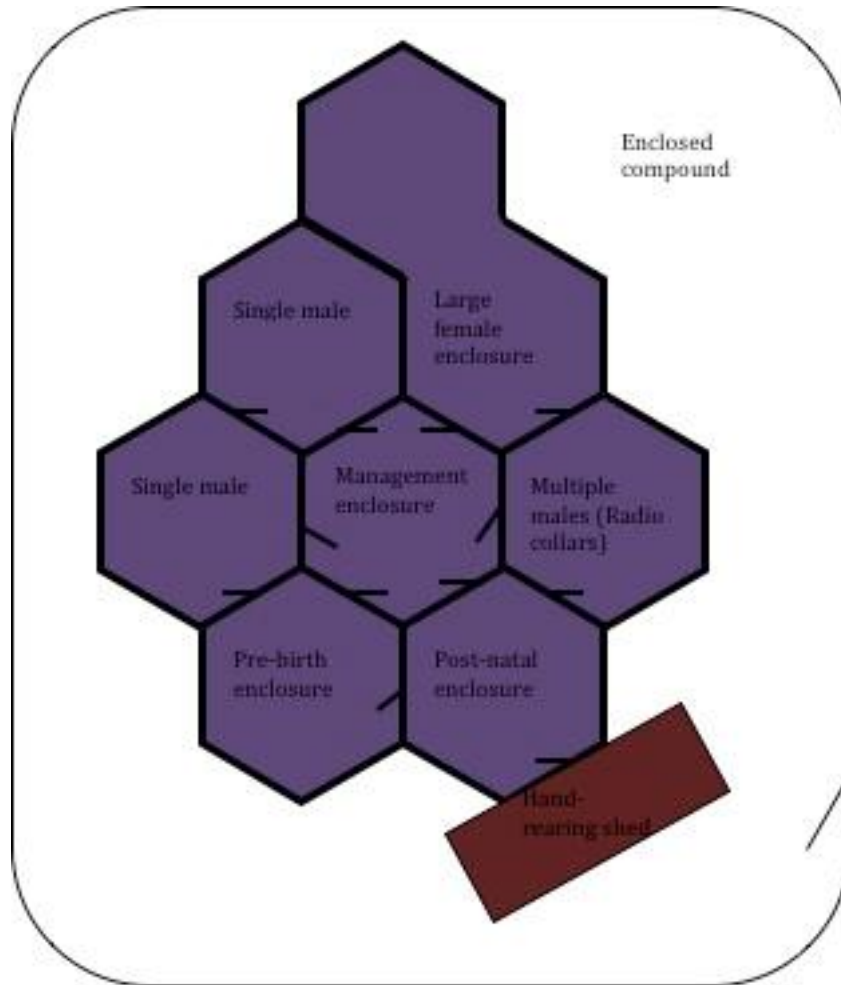 Enclosed
compound
Single male
Large
female
enclosure
Single male
Management
enclosure
Multiple
males (Radio
collars)
Pre-birth
enclosure
Post-natal
enclosure
Hand-
rearing shed